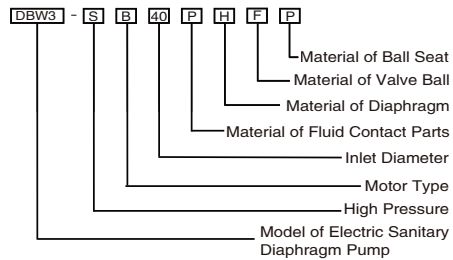 DBW3 - S B 40 P H F P
Material of Ball Seat
Material of Valve Ball
Material of Diaphragm
Material of Fluid Contact Parts
Inlet Diameter
Motor Type
High Pressure
Model of Electric Sanitary
Diaphragm Pump